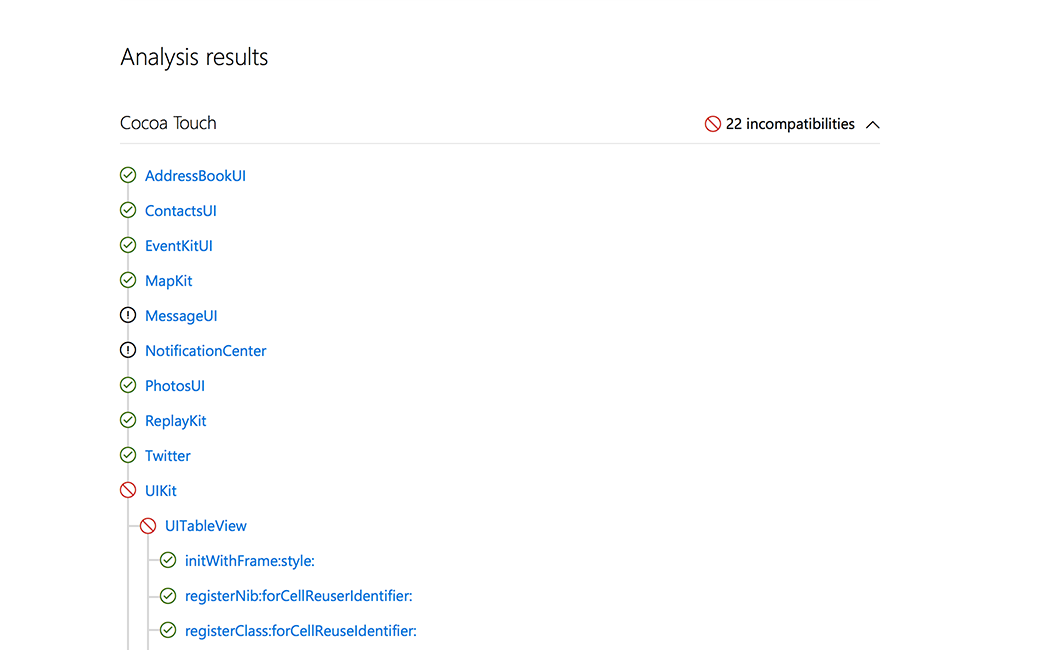 Analysis results
Cocoa Touch 22 incompatibilities
AddressBookUI
ContactsUI
EventKitUI
MapKit
MessageUI
NotificationCenter
PhotosUI
ReplayKit
Twitter
UIKit
UITableView
initWithFrame:style:
registerNib:forCellReuserIdentifier:
registerClass:forCellReuseIdentifier: